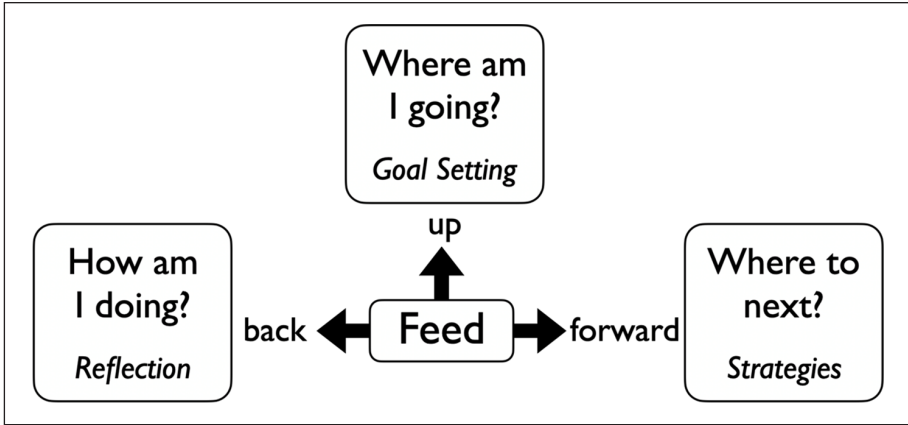 Where am
I going?
Goal Setting
up
How am
I doing?
Reflection
back
Feed
forward
Where to
next?
Strategies